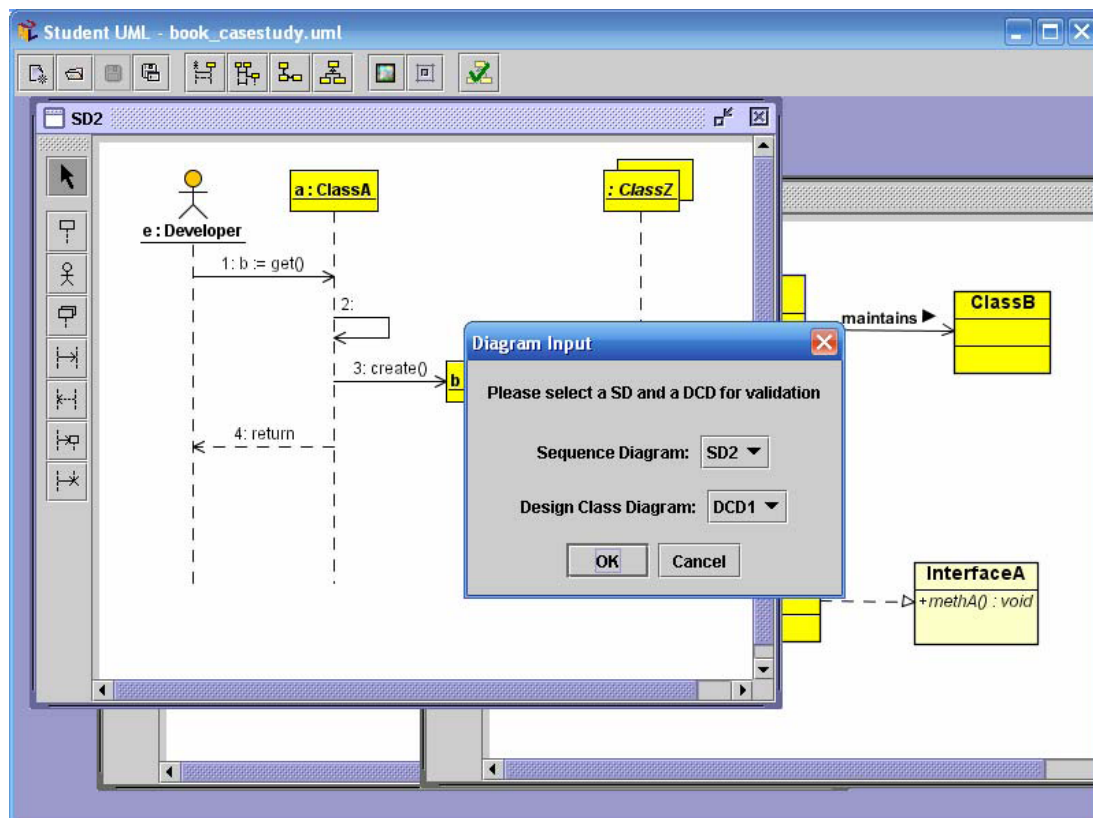 Student UML - book_casestudy.uml
SD2
a : ClassA
: ClassZ
e : Developer
1: b := get()
2:
3: create()
b
4: return
Diagram Input
Please select a SD and a DCD for validation
Sequence Diagram: SD2
Design Class Diagram: DCD1
OK Cancel
maintains
ClassB
InterfaceA
+methA() : void